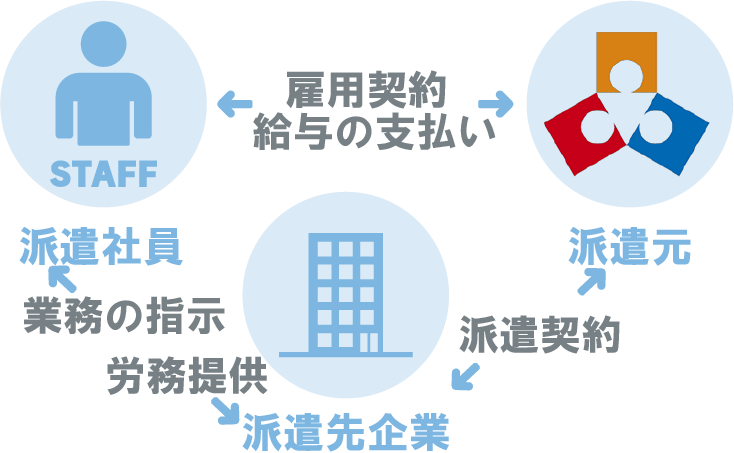 雇用契約
給与の支払い
STAFF
派遣社員
派遣元
業務の指示
派遣契約
労務提供
派遣先企業